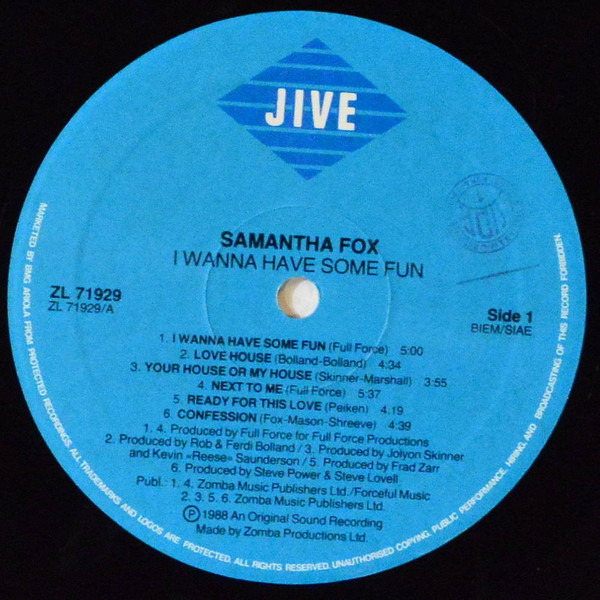 JIVE
SAMANTHA FOX
I WANNA HAVE SOME FUN
ZL 71929
ZL 71929/A
Side 1
BIEM/SIAE
1. I WANNA HAVE SOME FUN (Full Force) 5:00
2. LOVE HOUSE (Bolland-Bolland) 4:34
3. YOUR HOUSE OR MY HOUSE (Skinner-Marshall) 3:55
4. NEXT TO ME (Full Force) 5:37
5. READY FOR THIS LOVE (Peiken) 4.19
6. CONFESSION (Fox-Mason-Shreeve) 4:39
1. 4. Produced by Full Force for Full Force Productions
2. Produced by Rob & Ferdi Bolland / 3. Produced by Jolyon Skinner
and Kevin «Reese» Saunderson / 5. Produced by Frad Zarr
6. Produced by Steve Power & Steve Lovell
Publ.: 1. 4. Zomba Music Publishers Ltd./Forceful Music
2. 3. 5. 6. Zomba Music Publishers Ltd.
Ⓟ 1988 An Original Sound Recording
Made by Zomba Productions Ltd.
MARKETED BY BMG ARIOLA FROM PROTECTED RECORDINGS. ALL TRADEMARKS AND LOGOS ARE PROTECTED. ALL RIGHTS RESERVED. UNAUTHORISED COPYING, PUBLIC PERFORMANCE, HIRING, AND BROADCASTING OF THIS RECORD FORBIDDEN.